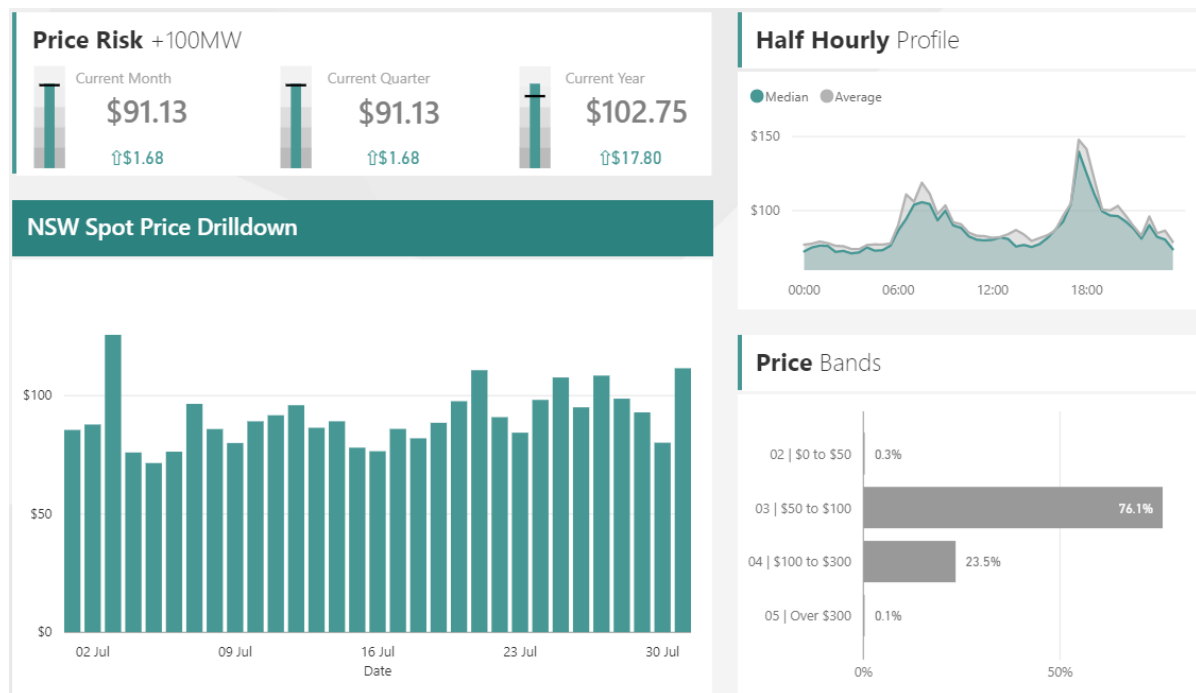 Price Risk +100MW
Current Month
$91.13
⇧$1.68
Current Quarter
$91.13
⇧$1.68
Current Year
$102.75
⇧$17.80
NSW Spot Price Drilldown
$100
$50
$0
02 Jul
09 Jul
16 Jul
23 Jul
30 Jul
Date
Half Hourly Profile
Median
Average
$150
$100
00:00
06:00
12:00
18:00
Price Bands
02 | $0 to $50
0.3%
03 | $50 to $100
76.1%
04 | $100 to $300
23.5%
05 | Over $300
0.1%
0%
50%